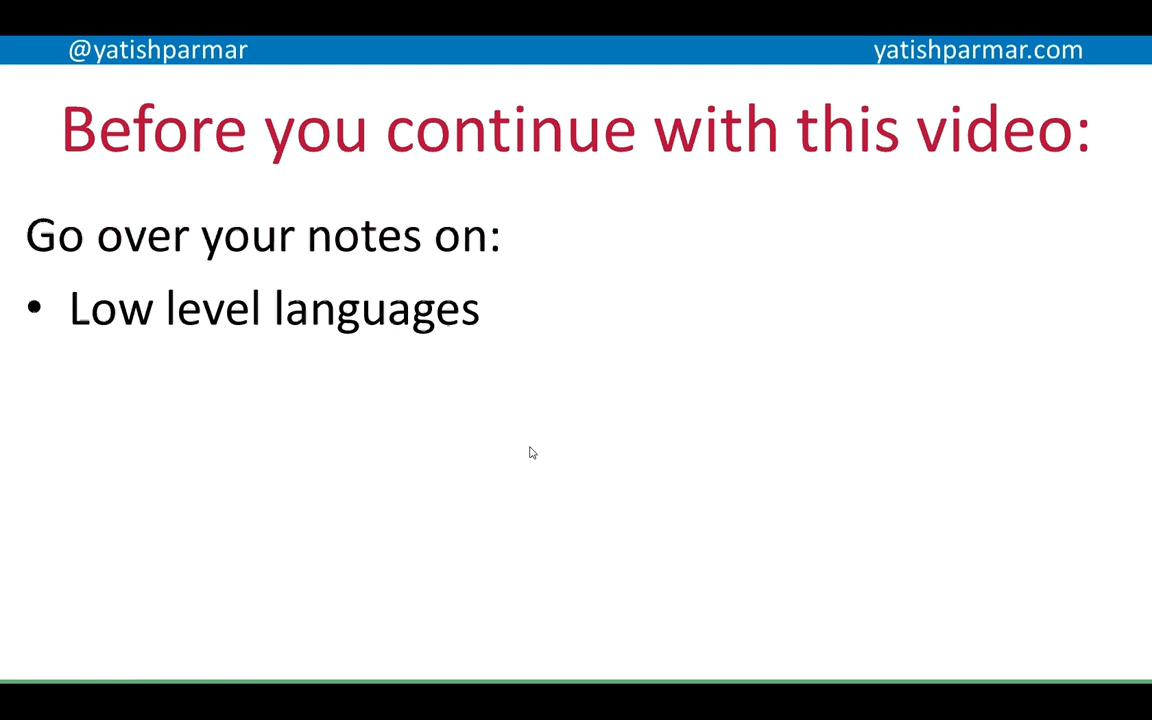 @yatishparmar yatishparmar.com
Before you continue with this video:
Go over your notes on:
• Low level languages